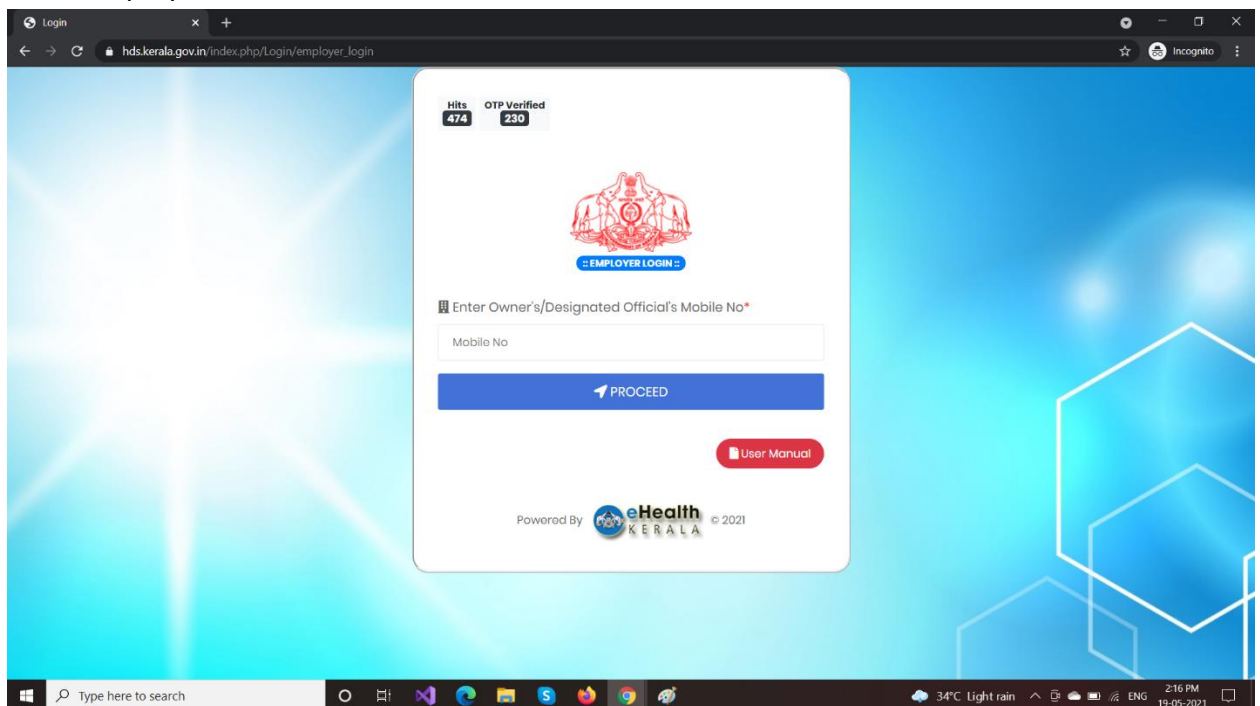 Login
hds.kerala.gov.in/index.php/Login/employer_login
Incognito
Hits OTP Verified
474 230
:: EMPLOYER LOGIN ::
Enter Owner's/Designated Official's Mobile No*
Mobile No
PROCEED
User Manual
Powered By eHealth KERALA © 2021
Type here to search
34°C Light rain
ENG
2:16 PM
19-05-2021